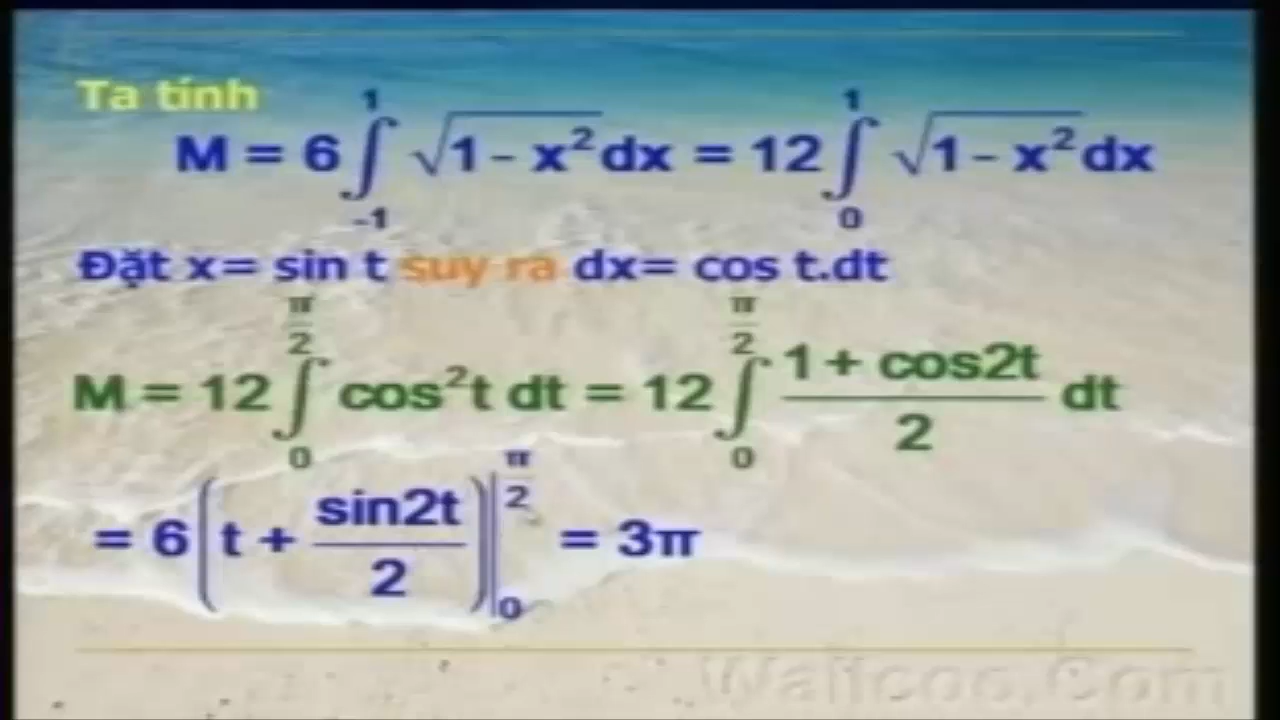 Ta tính
M = 6 ∫_{-1}^{1} √(1 - x²) dx = 12 ∫_{0}^{1} √(1 - x²) dx
Đặt x= sin t suy ra dx= cos t.dt
M = 12 ∫_{0}^{π/2} cos²t dt = 12 ∫_{0}^{π/2} (1 + cos2t)/2 dt
= 6 (t + sin2t/2) |_{0}^{π/2} = 3π